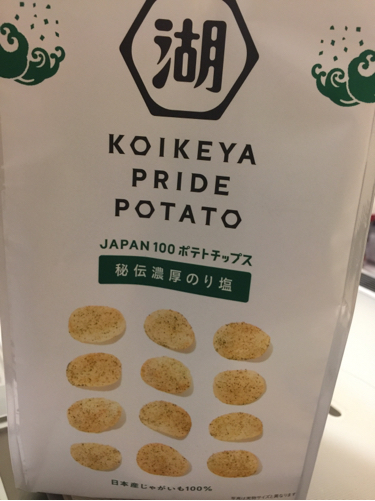 湖
KOIKEYA
PRIDE
POTATO
JAPAN 100 ポテトチップス
秘伝濃厚のり塩
日本産じゃがいも100%